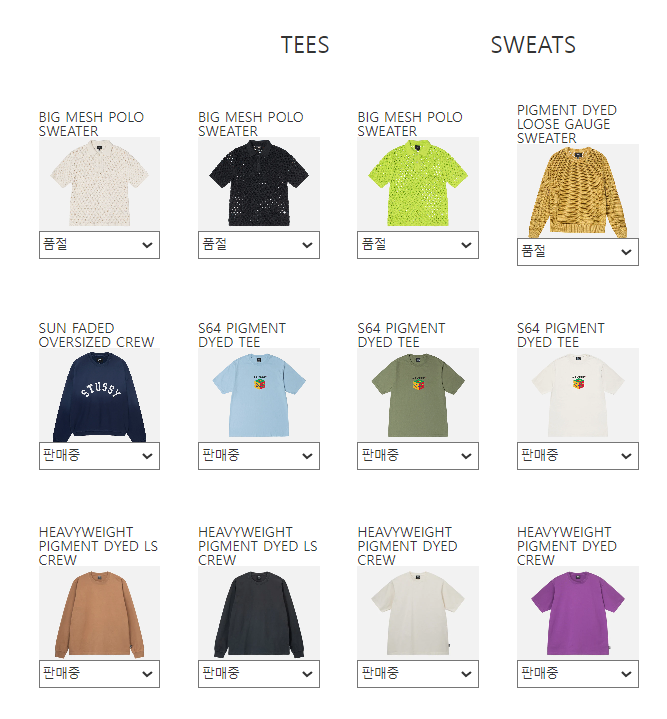 TEES
SWEATS
BIG MESH POLO
SWEATER
품절
BIG MESH POLO
SWEATER
품절
BIG MESH POLO
SWEATER
품절
PIGMENT DYED
LOOSE GAUGE
SWEATER
품절
SUN FADED
OVERSIZED CREW
STUSSY
판매중
S64 PIGMENT
DYED TEE
판매중
S64 PIGMENT
DYED TEE
판매중
S64 PIGMENT
DYED TEE
판매중
HEAVYWEIGHT
PIGMENT DYED LS
CREW
판매중
HEAVYWEIGHT
PIGMENT DYED LS
CREW
판매중
HEAVYWEIGHT
PIGMENT DYED
CREW
판매중
HEAVYWEIGHT
PIGMENT DYED
CREW
판매중